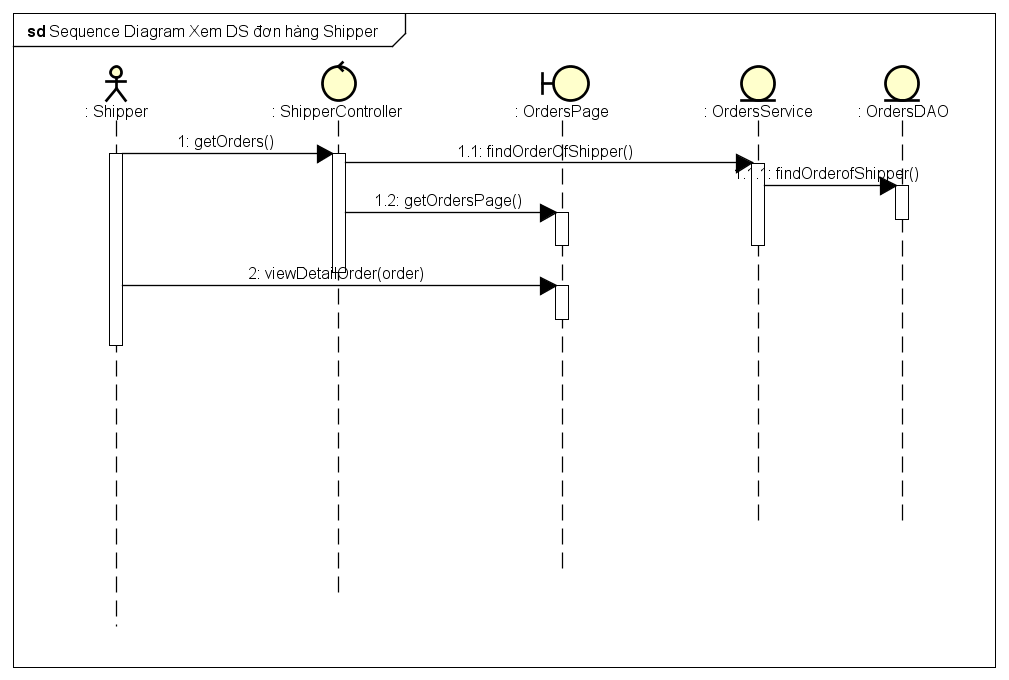 sd Sequence Diagram Xem DS đơn hàng Shipper
: Shipper
: ShipperController
: OrdersPage
: OrdersService
: OrdersDAO
1: getOrders()
1.1: findOrderOfShipper()
1.1.1: findOrderofShipper()
1.2: getOrdersPage()
2: viewDetailOrder(order)